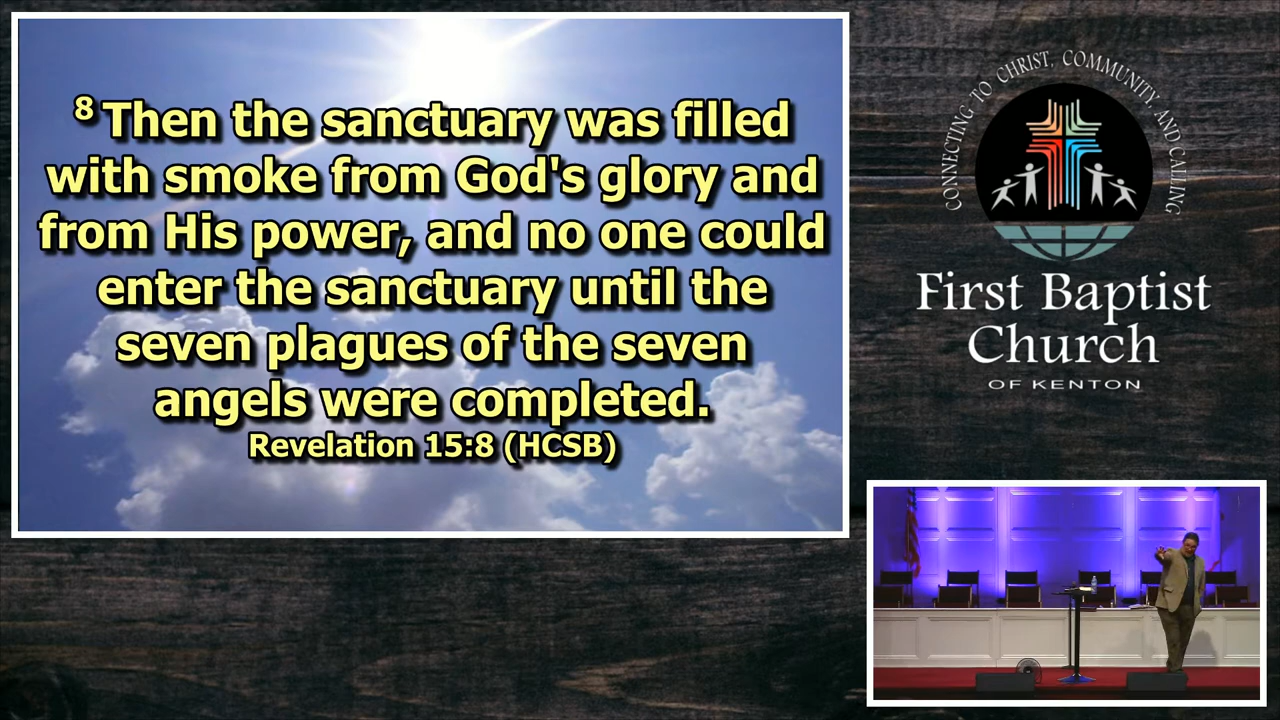 8 Then the sanctuary was filled
with smoke from God's glory and
from His power, and no one could
enter the sanctuary until the
seven plagues of the seven
angels were completed.
Revelation 15:8 (HCSB)
CONNECTING TO CHRIST, COMMUNITY, AND CALLING
First Baptist
Church
OF KENTON